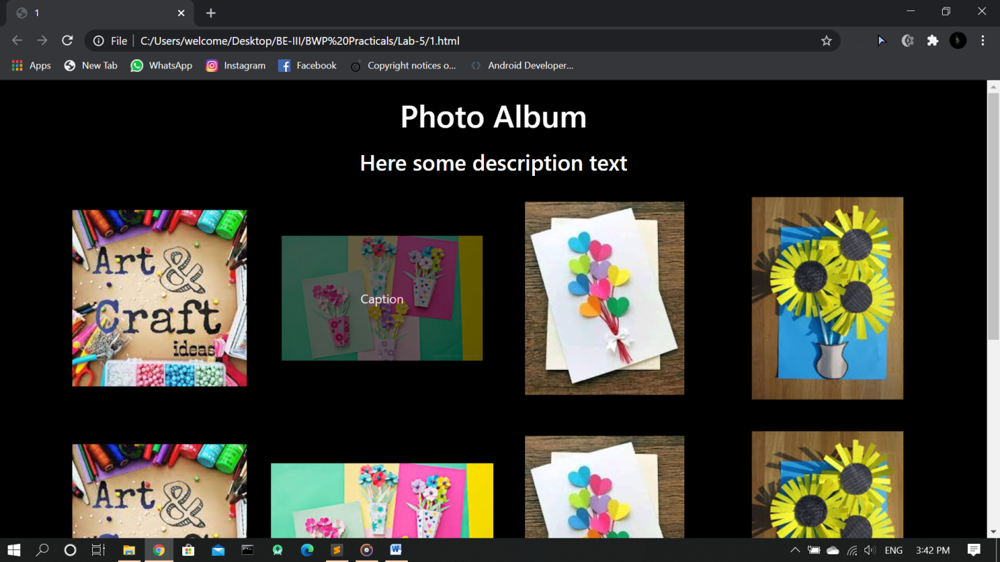 1
File C:/Users/welcome/Desktop/BE-III/BWP%20Practicals/Lab-5/1.html
Apps New Tab WhatsApp Instagram Facebook Copyright notices o... Android Developer...
Photo Album
Here some description text
Art &
Craft
ideas
Caption
Art &
ENG 3:42 PM